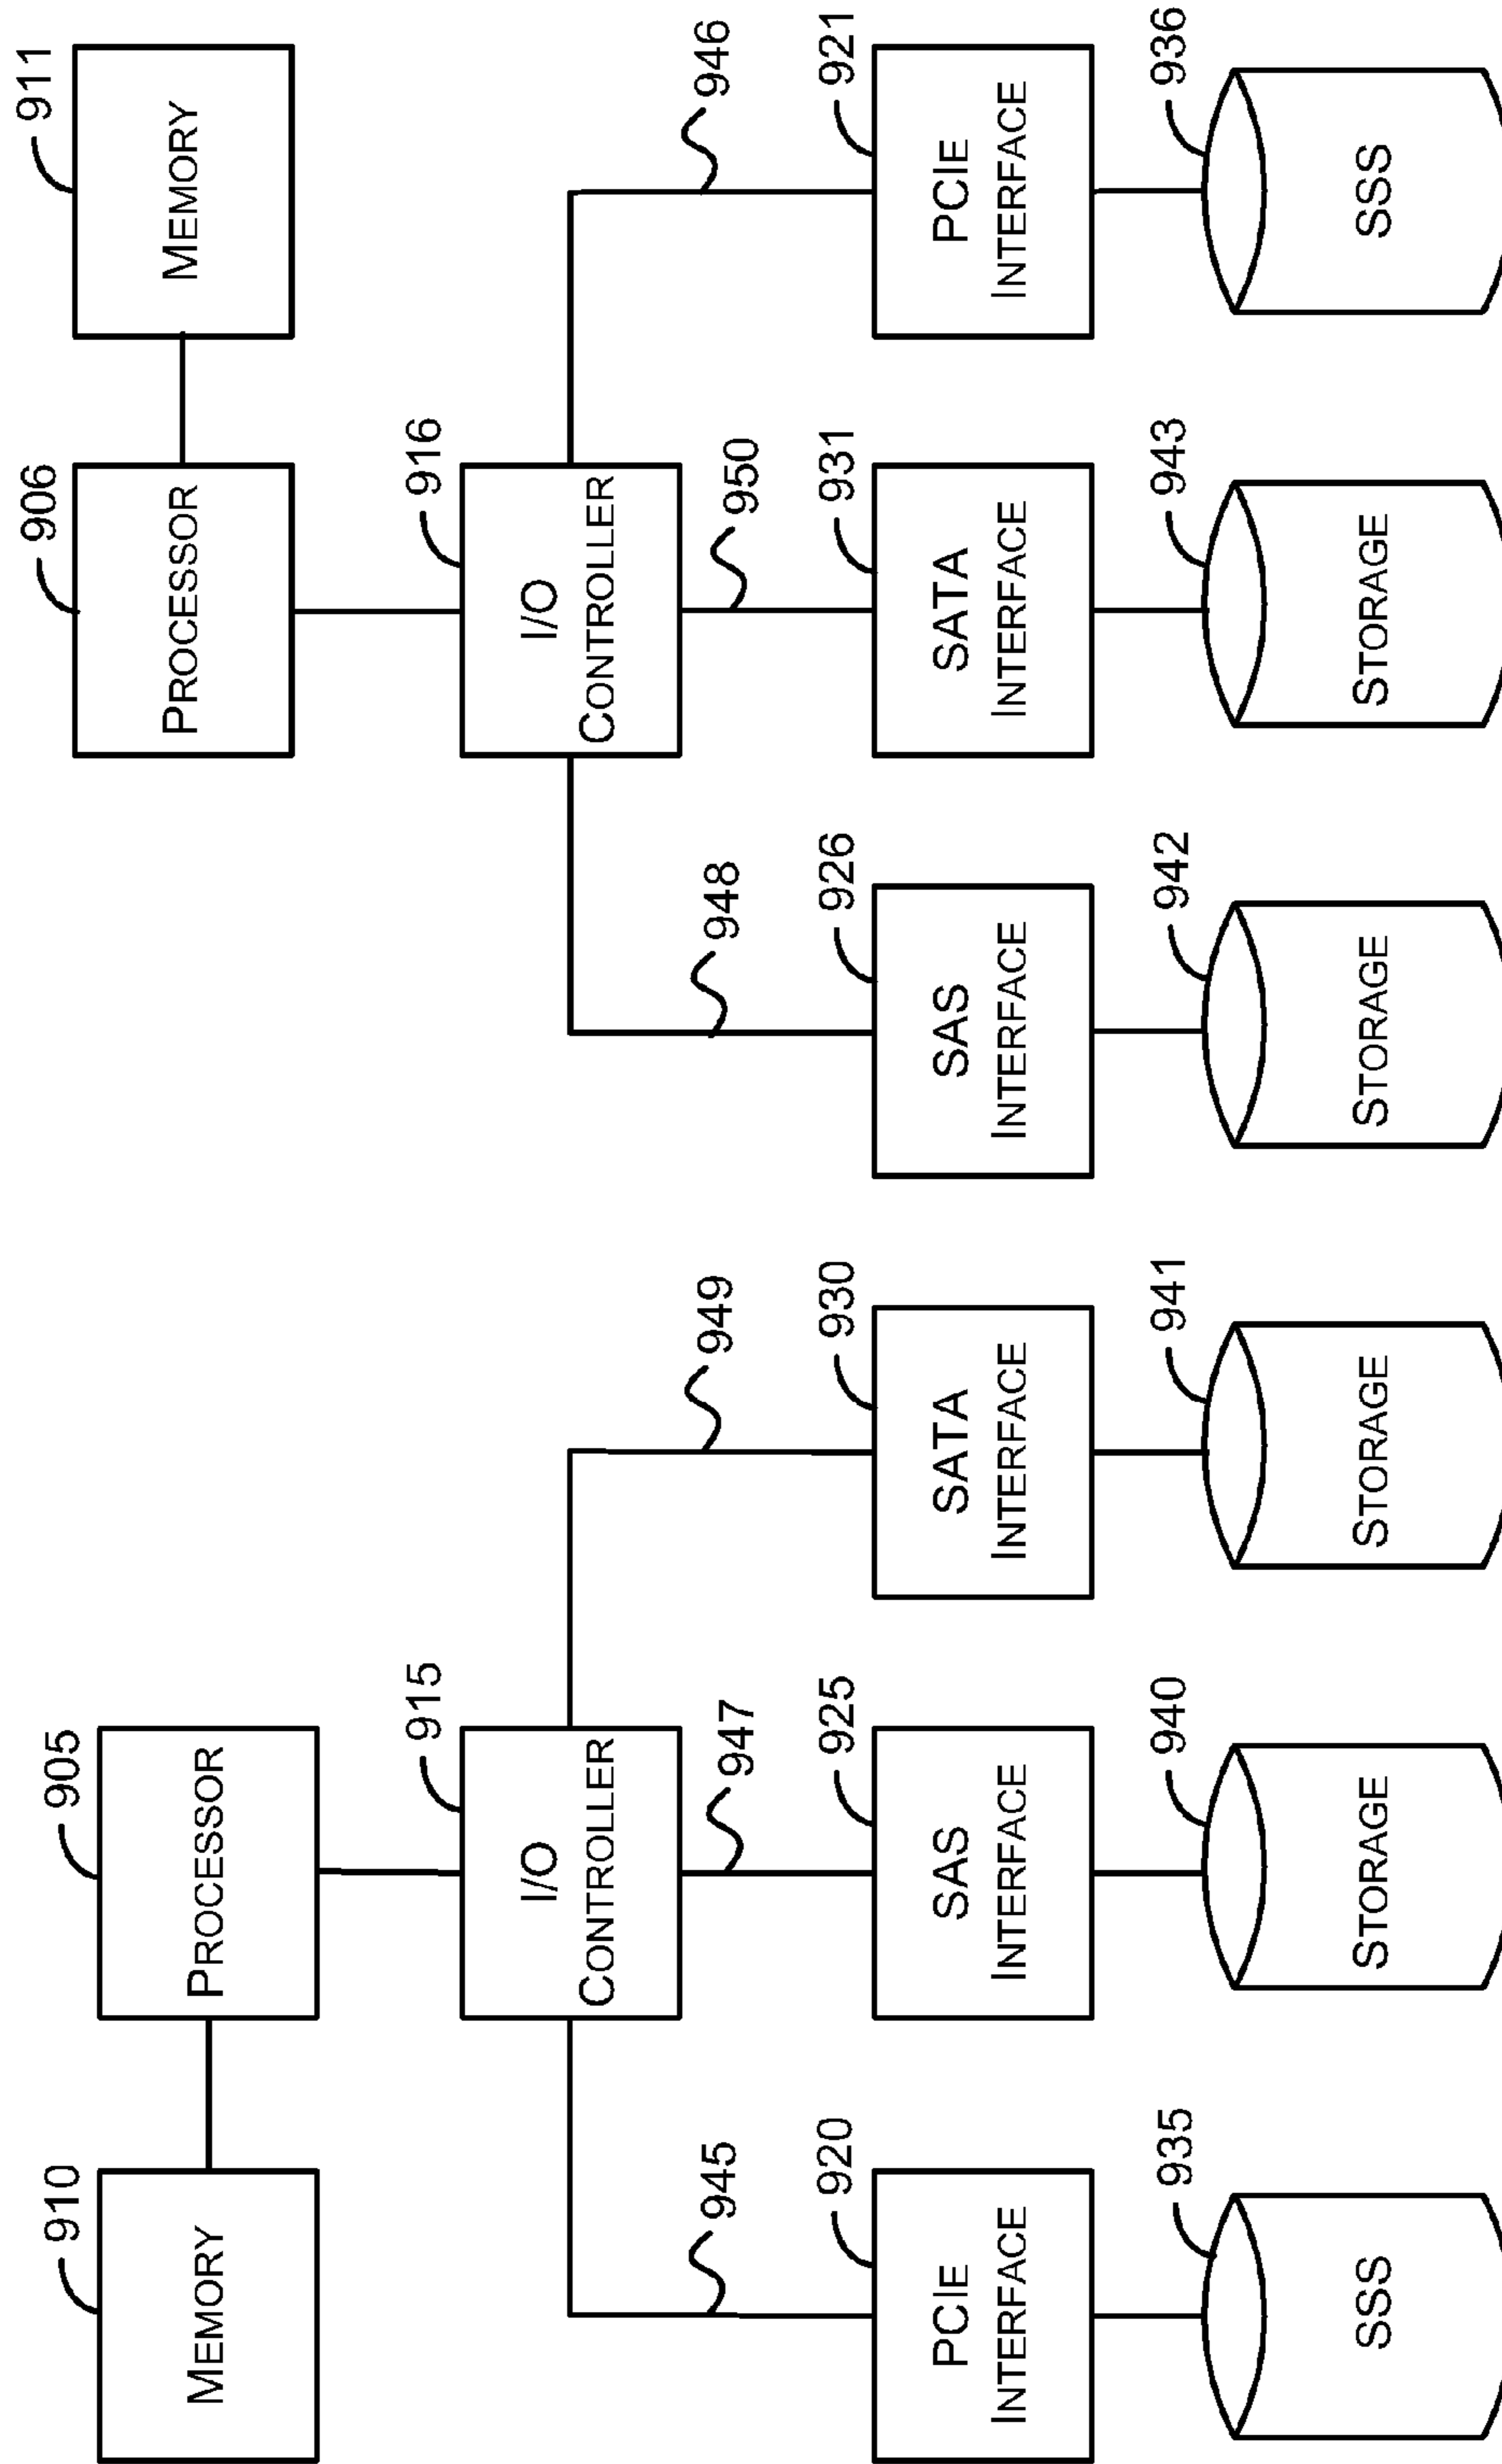 910
MEMORY
905
PROCESSOR
906
PROCESSOR
911
MEMORY
915
I/O
CONTROLLER
916
I/O
CONTROLLER
945
947
949
948
950
946
920
PCIE
INTERFACE
925
SAS
INTERFACE
930
SATA
INTERFACE
926
SAS
INTERFACE
931
SATA
INTERFACE
921
PCIE
INTERFACE
935
SSS
940
STORAGE
941
STORAGE
942
STORAGE
943
STORAGE
936
SSS